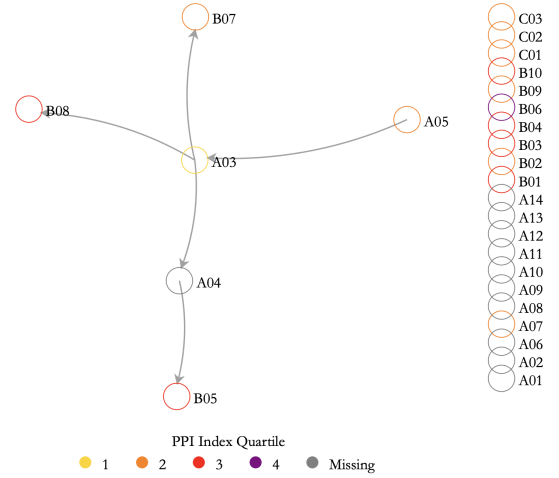 B07
B08
A05
A03
A04
B05
C03
C02
C01
B10
B09
B06
B04
B03
B02
B01
A14
A13
A12
A11
A10
A09
A08
A07
A06
A02
A01
PPI Index Quartile
1 2 3 4 Missing